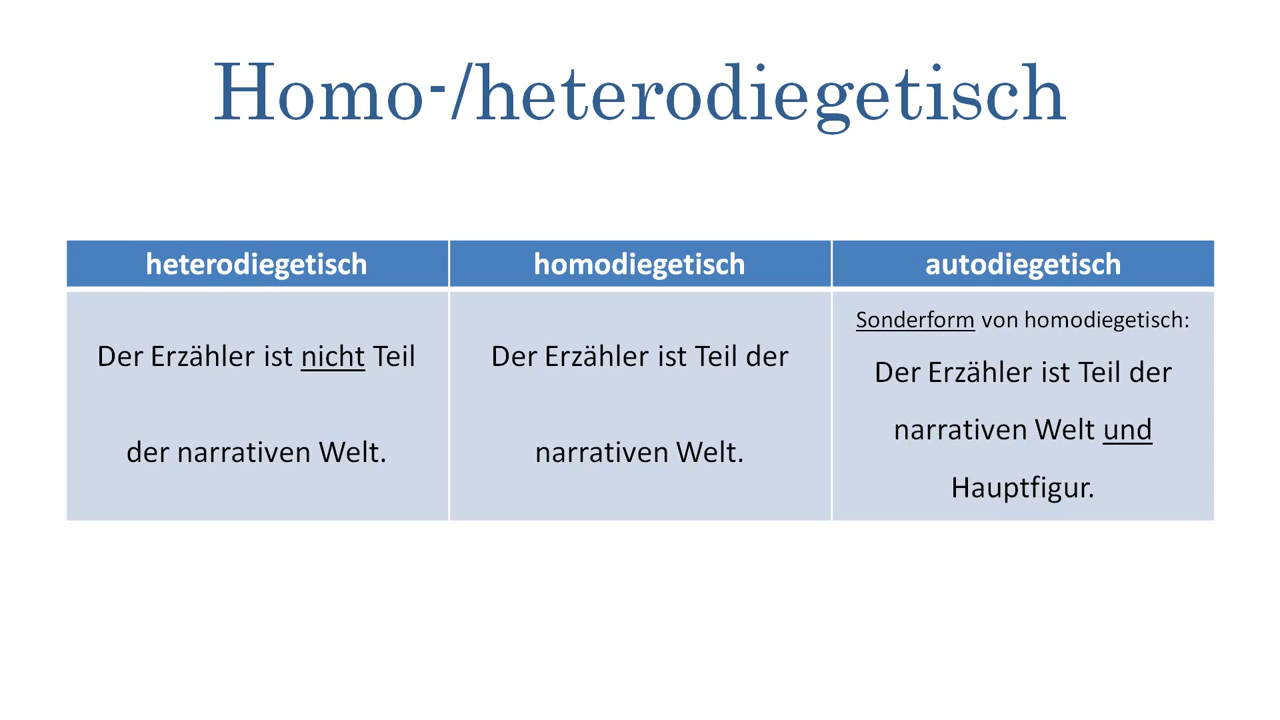 Homo-/heterodiegetisch
heterodiegetisch
homodiegetisch
autodiegetisch
Der Erzähler ist nicht Teil
der narrativen Welt.
Der Erzähler ist Teil der
narrativen Welt.
Sonderform von homodiegetisch:
Der Erzähler ist Teil der
narrativen Welt und
Hauptfigur.